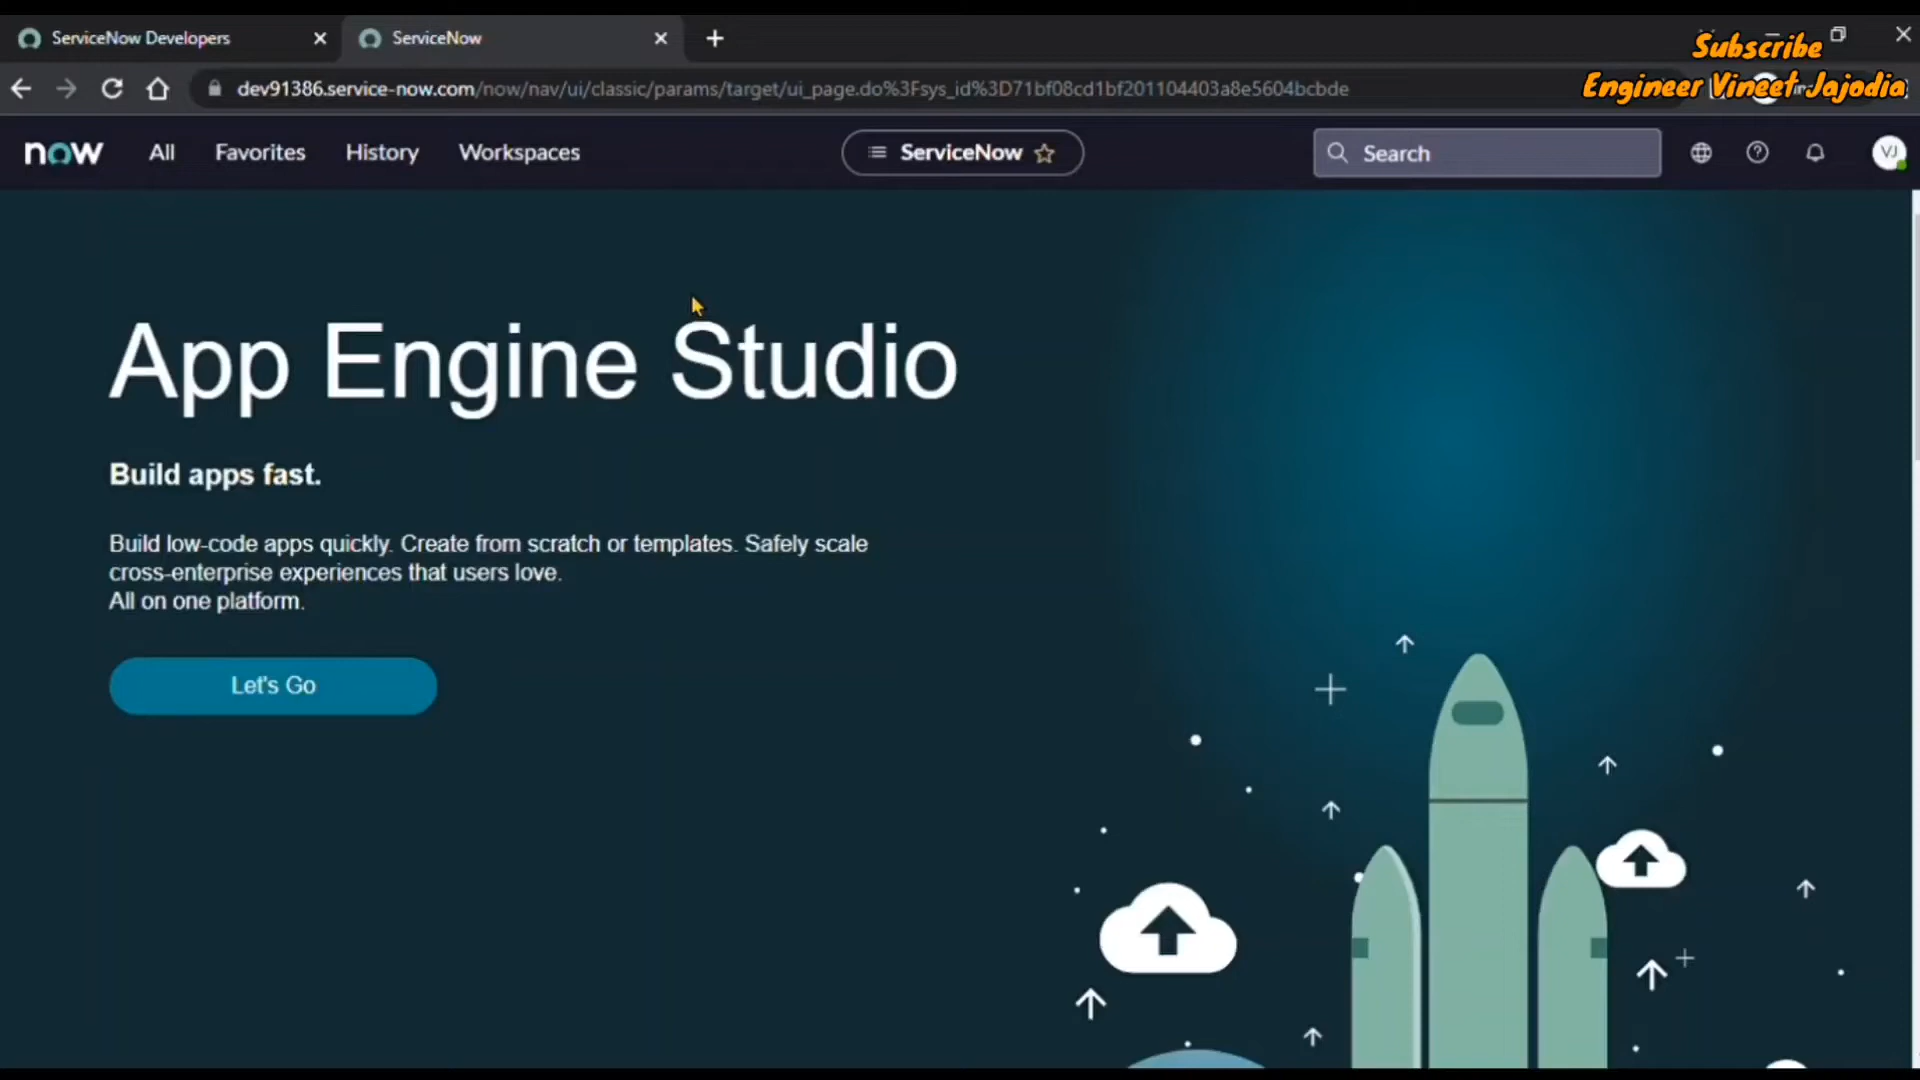 ServiceNow Developers
ServiceNow
Subscribe
dev91386.service-now.com/now/nav/ui/classic/params/target/ui_page.do%3Fsys_id%3D71bf08cd1bf201104403a8e5604bcbde
Engineer Vineet Jajodia
now All Favorites History Workspaces ServiceNow Search VJ
App Engine Studio
Build apps fast.
Build low-code apps quickly. Create from scratch or templates. Safely scale
cross-enterprise experiences that users love.
All on one platform.
Let's Go